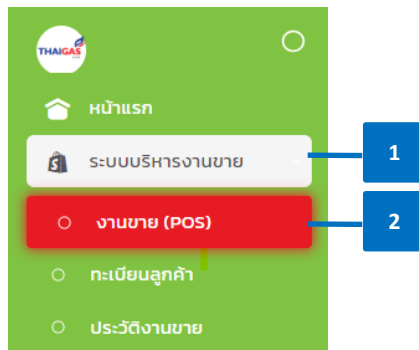 THAIGAS
หน้าแรก
ระบบบริหารงานขาย
1
งานขาย (POS)
2
ทะเบียนลูกค้า
ประวัติงานขาย